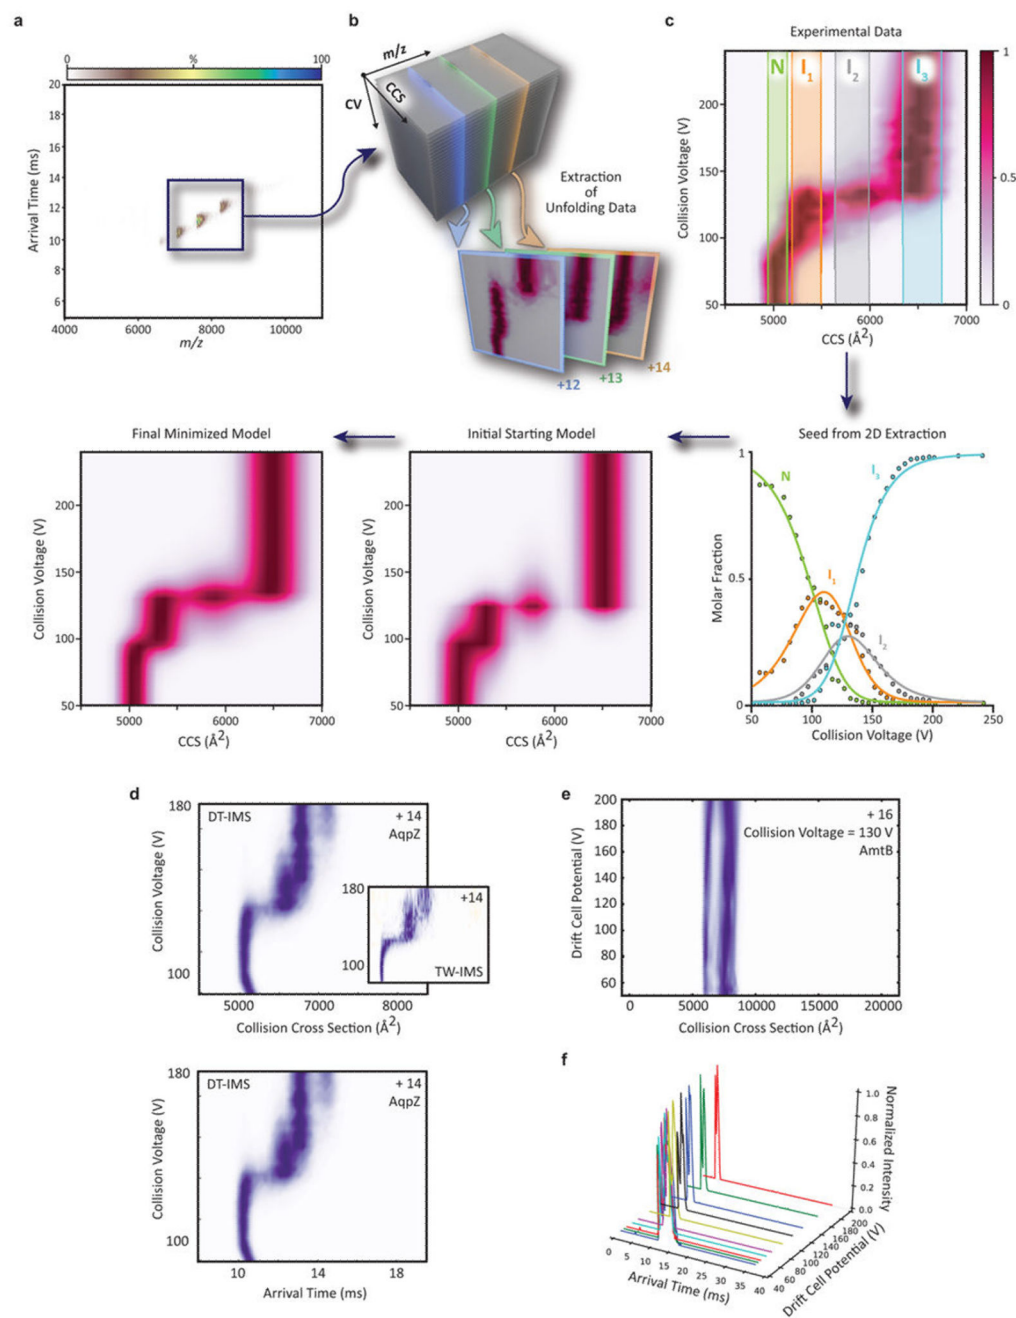 a
0
%
100
20
18
16
14
12
10
8
6
Arrival Time (ms)
4000
6000
8000
10000
m/z
b
m/z
CCS
CV
Extraction
of
Unfolding Data
+12
+13
+14
c
Experimental Data
N
I1
I2
I3
200
150
100
50
Collision Voltage (V)
5000
6000
7000
CCS (Å2)
1
0.5
0
Final Minimized Model
200
150
100
50
Collision Voltage (V)
5000
6000
7000
CCS (Å2)
Initial Starting Model
200
150
100
50
Collision Voltage (V)
5000
6000
7000
CCS (Å2)
Seed from 2D Extraction
1
0.5
0
Molar Fraction
N
I3
I1
I2
50
100
150
200
250
Collision Voltage (V)
d
180
100
Collision Voltage (V)
DT-IMS
+ 14
AqpZ
180
100
+14
TW-IMS
5000
7000
8000
Collision Cross Section (Å2)
180
100
Collision Voltage (V)
DT-IMS
+ 14
AqpZ
10
14
18
Arrival Time (ms)
e
200
180
160
140
120
100
80
60
Drift Cell Potential (V)
+ 16
Collision Voltage = 130 V
AmtB
0
5000
10000
15000
20000
Collision Cross Section (Å2)
f
1.0
0.8
0.6
0.4
0.2
0.0
Normalized Intensity
0
5
10
15
20
25
30
35
40
Arrival Time (ms)
40
60
80
100
120
140
160
180
200
Drift Cell Potential (V)